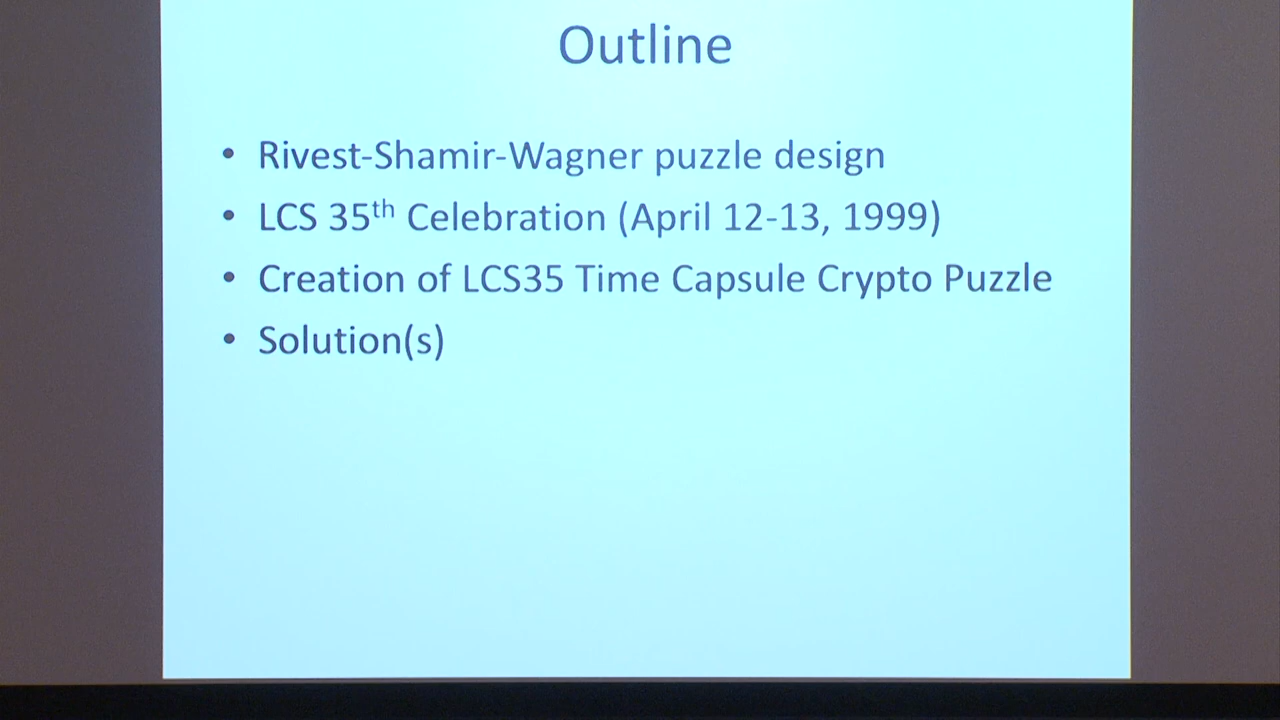 Outline
• Rivest-Shamir-Wagner puzzle design
• LCS 35th Celebration (April 12-13, 1999)
• Creation of LCS35 Time Capsule Crypto Puzzle
• Solution(s)